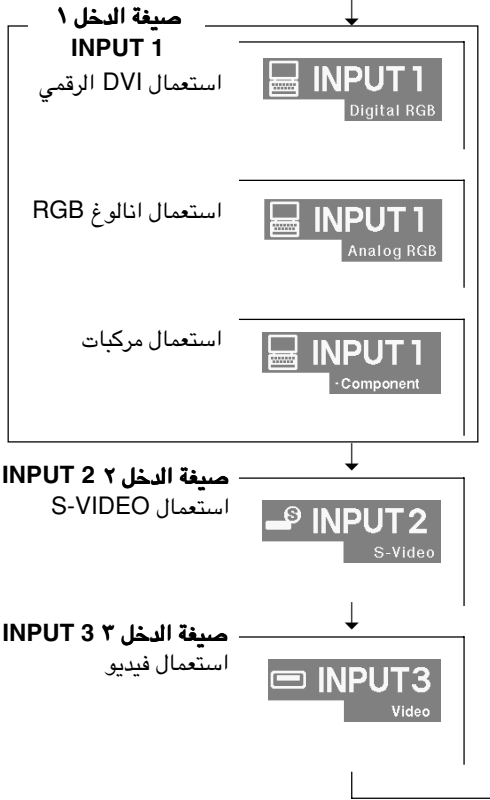 صيغة الدخل ١
INPUT 1
استعمال DVI الرقمي
INPUT 1
Digital RGB
استعمال انالوغ RGB
INPUT 1
Analog RGB
استعمال مركبات
INPUT 1
·Component
صيغة الدخل ٢ INPUT 2
استعمال S-VIDEO
S INPUT 2
S-Video
صيغة الدخل ٣ INPUT 3
استعمال فيديو
INPUT3
Video